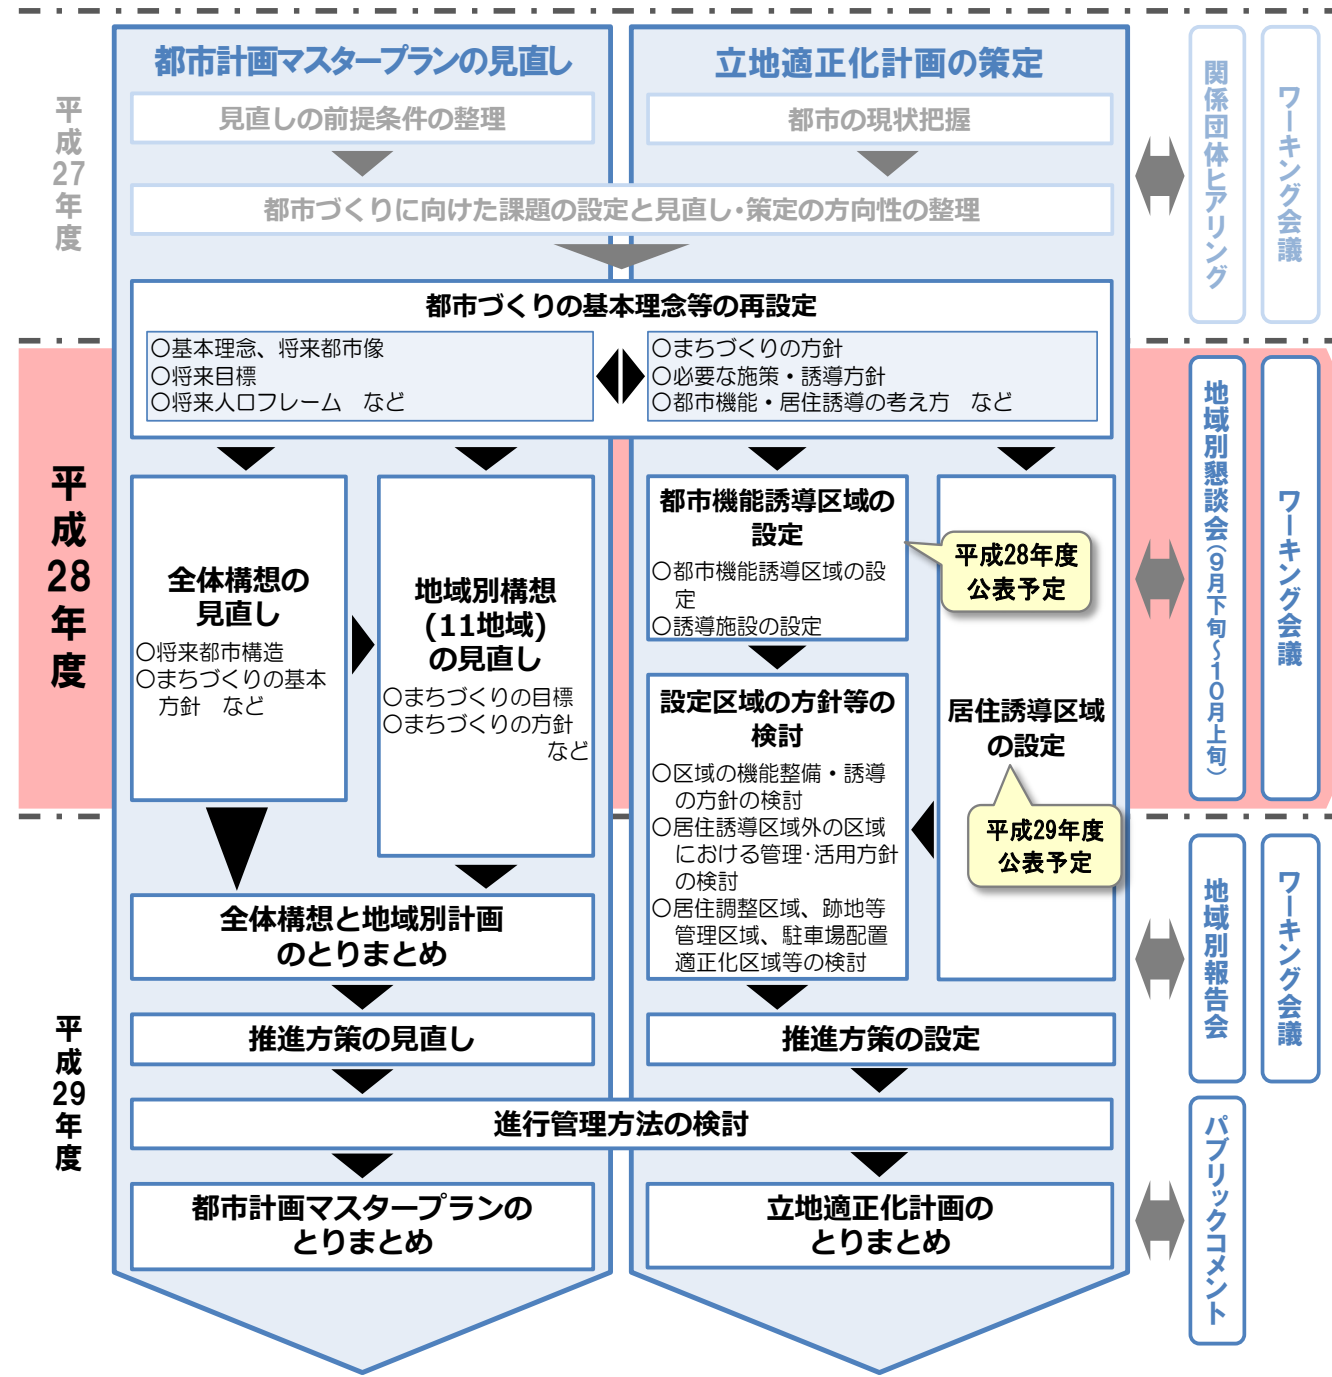 都市計画マスタープランの見直し
立地適正化計画の策定
平成27年度
見直しの前提条件の整理
都市の現状把握
都市づくりに向けた課題の設定と見直し・策定の方向性の整理
関係団体ヒアリング
ワーキング会議
都市づくりの基本理念等の再設定
〇基本理念、将来都市像
〇将来目標
〇将来人口フレーム　など
〇まちづくりの方針
〇必要な施策・誘導方針
〇都市機能・居住誘導の考え方　など
平成28年度
全体構想の
見直し
〇将来都市構造
〇まちづくりの基本
方針　など
地域別構想
(11地域)
の見直し
〇まちづくりの目標
〇まちづくりの方針
など
都市機能誘導区域の
設定
〇都市機能誘導区域の設
定
〇誘導施設の設定
平成28年度
公表予定
設定区域の方針等の
検討
〇区域の機能整備・誘導
の方針の検討
〇居住誘導区域外の区域
における管理・活用方針
の検討
〇居住調整区域、跡地等
管理区域、駐車場配置
適正化区域等の検討
居住誘導区域
の設定
平成29年度
公表予定
地域別懇談会（9月下旬～10月上旬）
ワーキング会議
平成29年度
全体構想と地域別計画
のとりまとめ
推進方策の見直し
推進方策の設定
進行管理方法の検討
都市計画マスタープランの
とりまとめ
立地適正化計画の
とりまとめ
地域別報告会
ワーキング会議
パブリックコメント